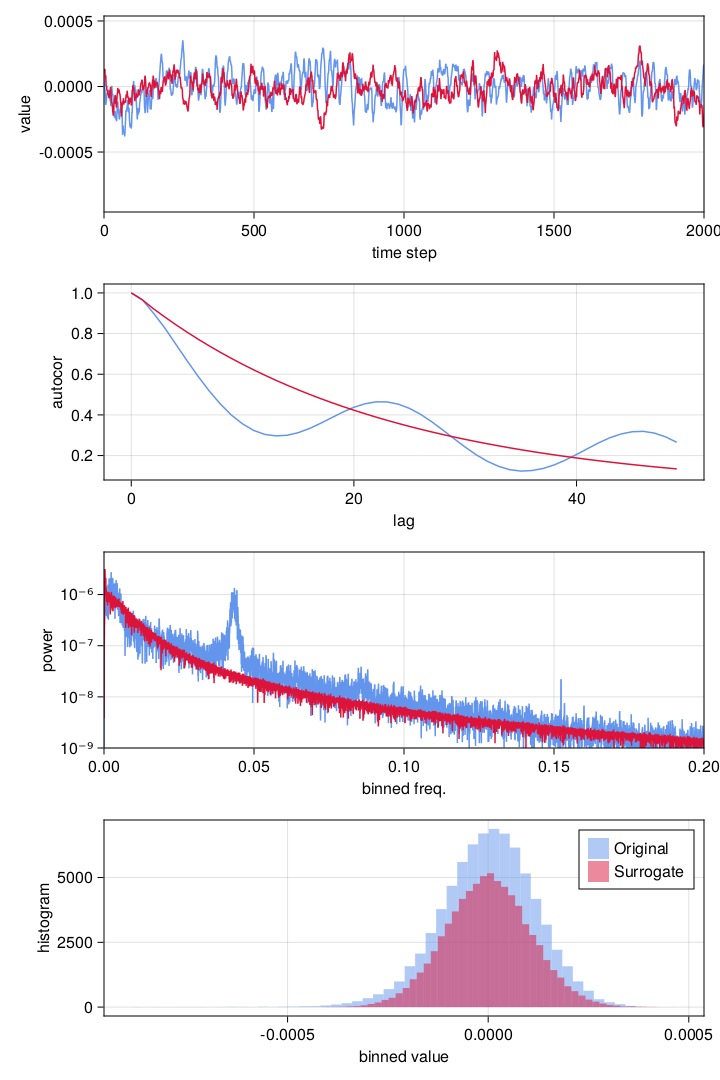 0.0005
0.0000
-0.0005
value
0 500 1000 1500 2000
time step
1.0
0.8
0.6
0.4
0.2
autocor
0 20 40
lag
10⁻⁶
10⁻⁷
10⁻⁸
10⁻⁹
power
0.00 0.05 0.10 0.15 0.20
binned freq.
Original
Surrogate
5000
2500
0
histogram
-0.0005 0.0000 0.0005
binned value